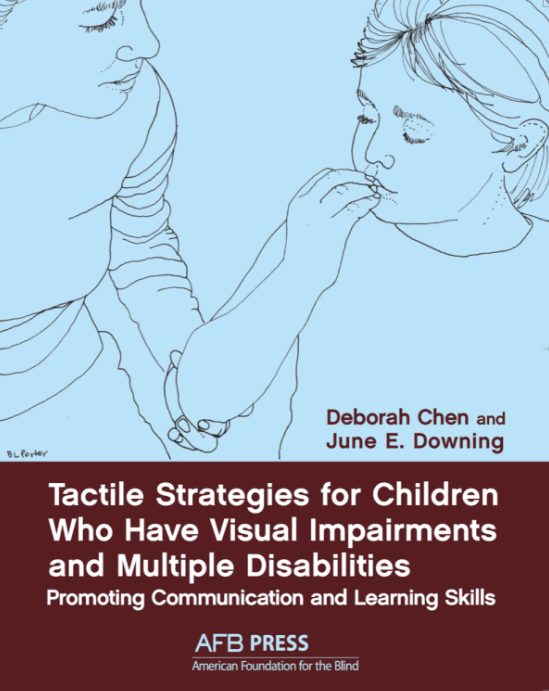 BL Porter
Deborah Chen and
June E. Downing
Tactile Strategies for Children
Who Have Visual Impairments
and Multiple Disabilities
Promoting Communication and Learning Skills
AFB PRESS
American Foundation for the Blind